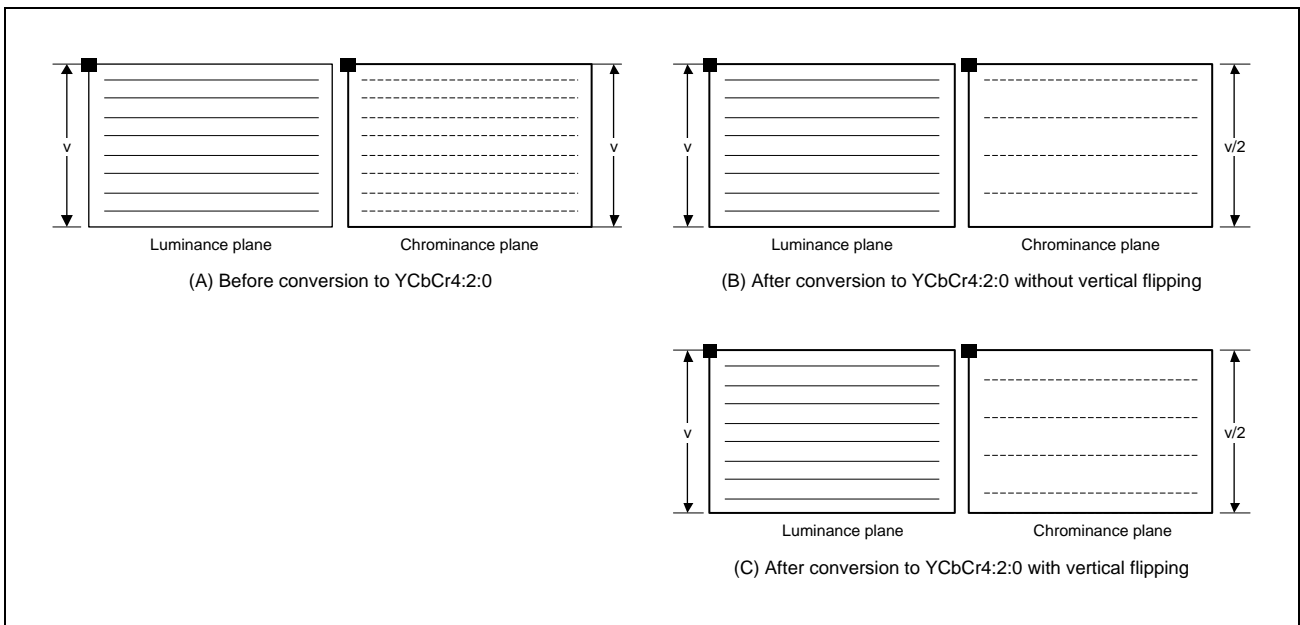 v
v
Luminance plane
Chrominance plane
(A) Before conversion to YCbCr4:2:0
v
v/2
Luminance plane
Chrominance plane
(B) After conversion to YCbCr4:2:0 without vertical flipping
v
v/2
Luminance plane
Chrominance plane
(C) After conversion to YCbCr4:2:0 with vertical flipping